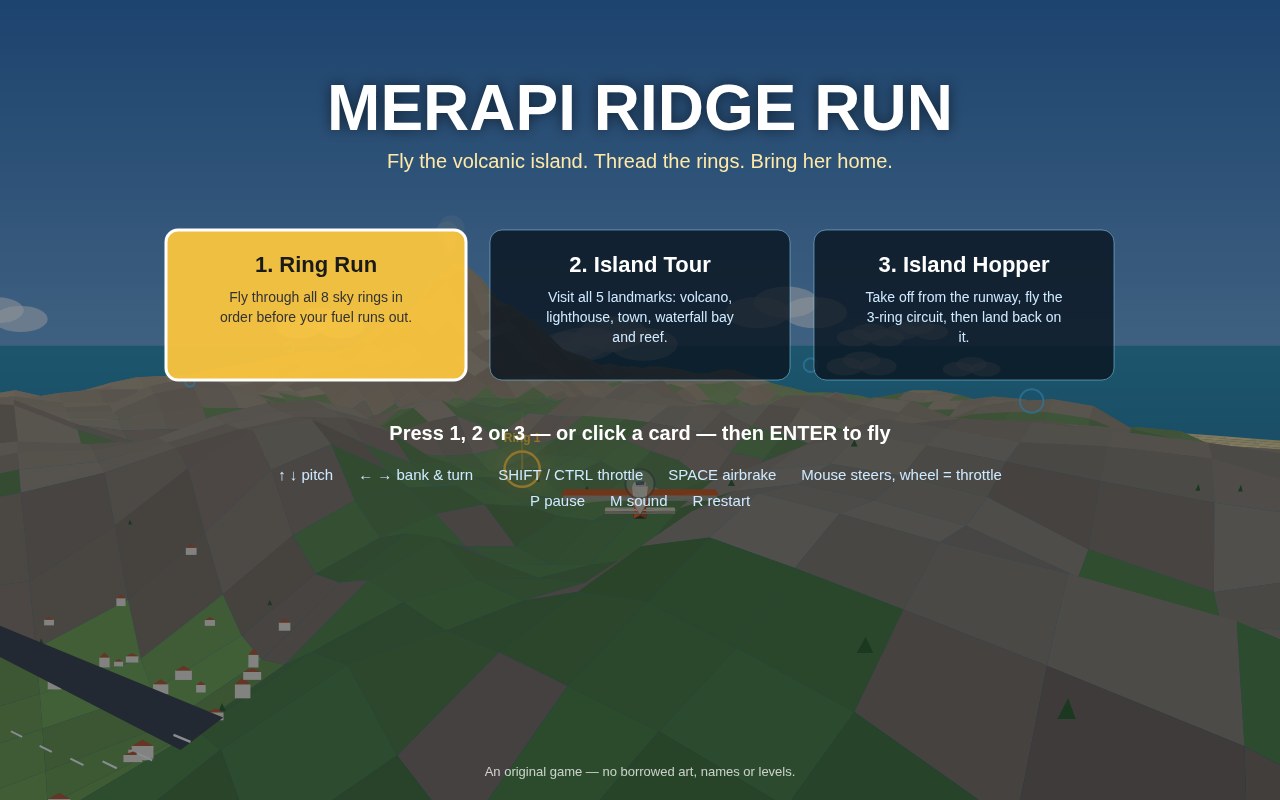 MERAPI RIDGE RUN
Fly the volcanic island. Thread the rings. Bring her home.
1. Ring Run
Fly through all 8 sky rings in
order before your fuel runs out.
2. Island Tour
Visit all 5 landmarks: volcano,
lighthouse, town, waterfall bay
and reef.
3. Island Hopper
Take off from the runway, fly the
3-ring circuit, then land back on
it.
Press 1, 2 or 3 — or click a card — then ENTER to fly
Ring 1
↑ ↓ pitch ← → bank & turn SHIFT / CTRL throttle SPACE airbrake Mouse steers, wheel = throttle
P pause M sound R restart
An original game — no borrowed art, names or levels.